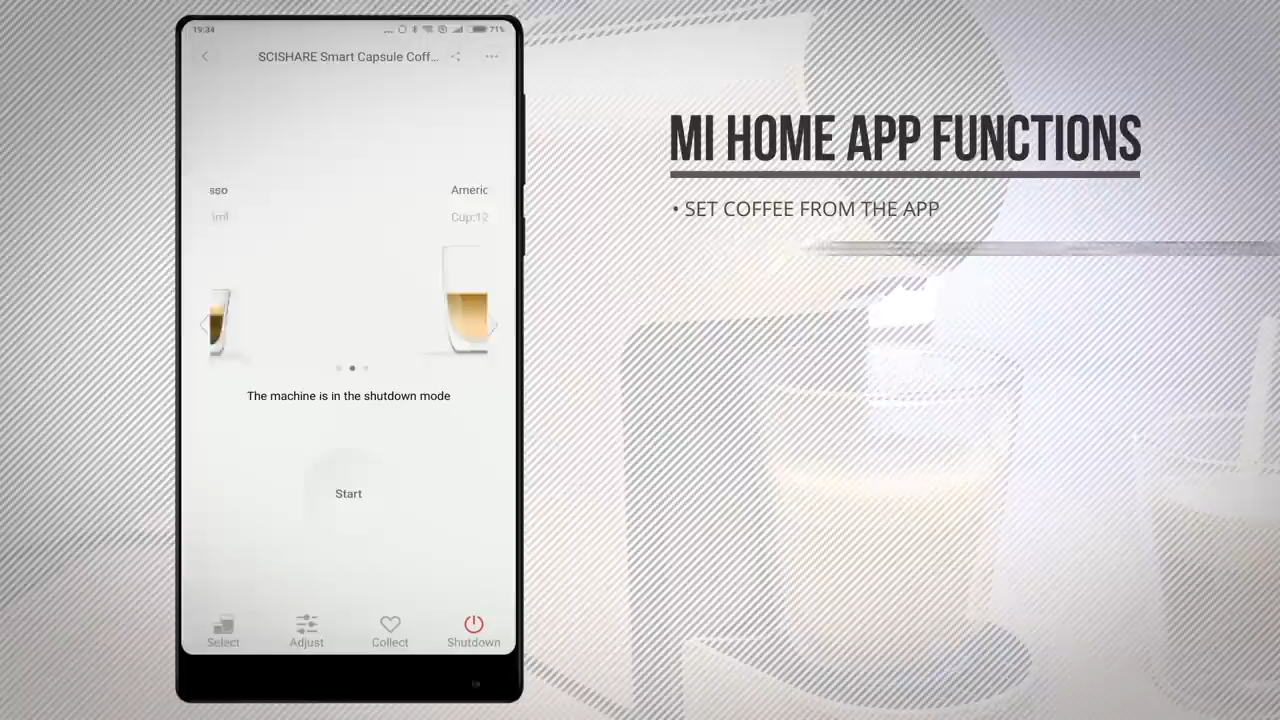 19:34
71%
SCISHARE Smart Capsule Coff...
sso
Americ
ml
Cup:12
The machine is in the shutdown mode
Start
Select
Adjust
Collect
Shutdown
MI HOME APP FUNCTIONS
• SET COFFEE FROM THE APP